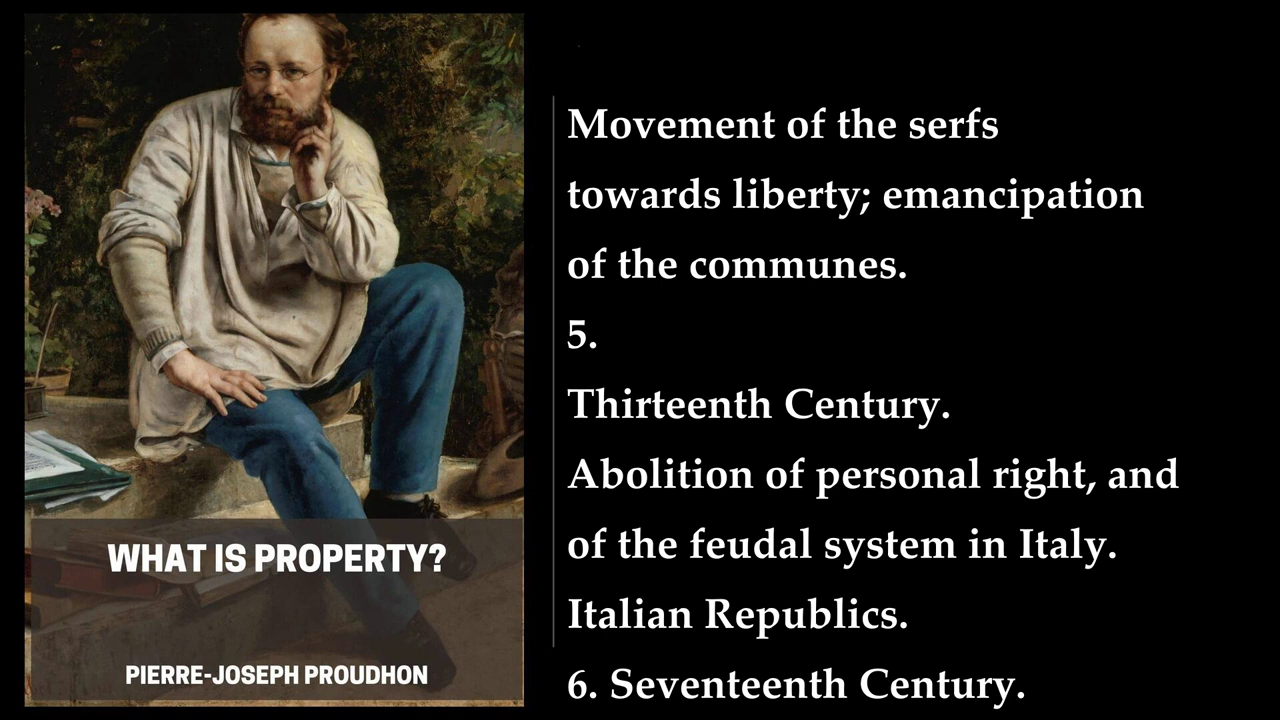 WHAT IS PROPERTY?
PIERRE-JOSEPH PROUDHON
Movement of the serfs
towards liberty; emancipation
of the communes.
5.
Thirteenth Century.
Abolition of personal right, and
of the feudal system in Italy.
Italian Republics.
6. Seventeenth Century.